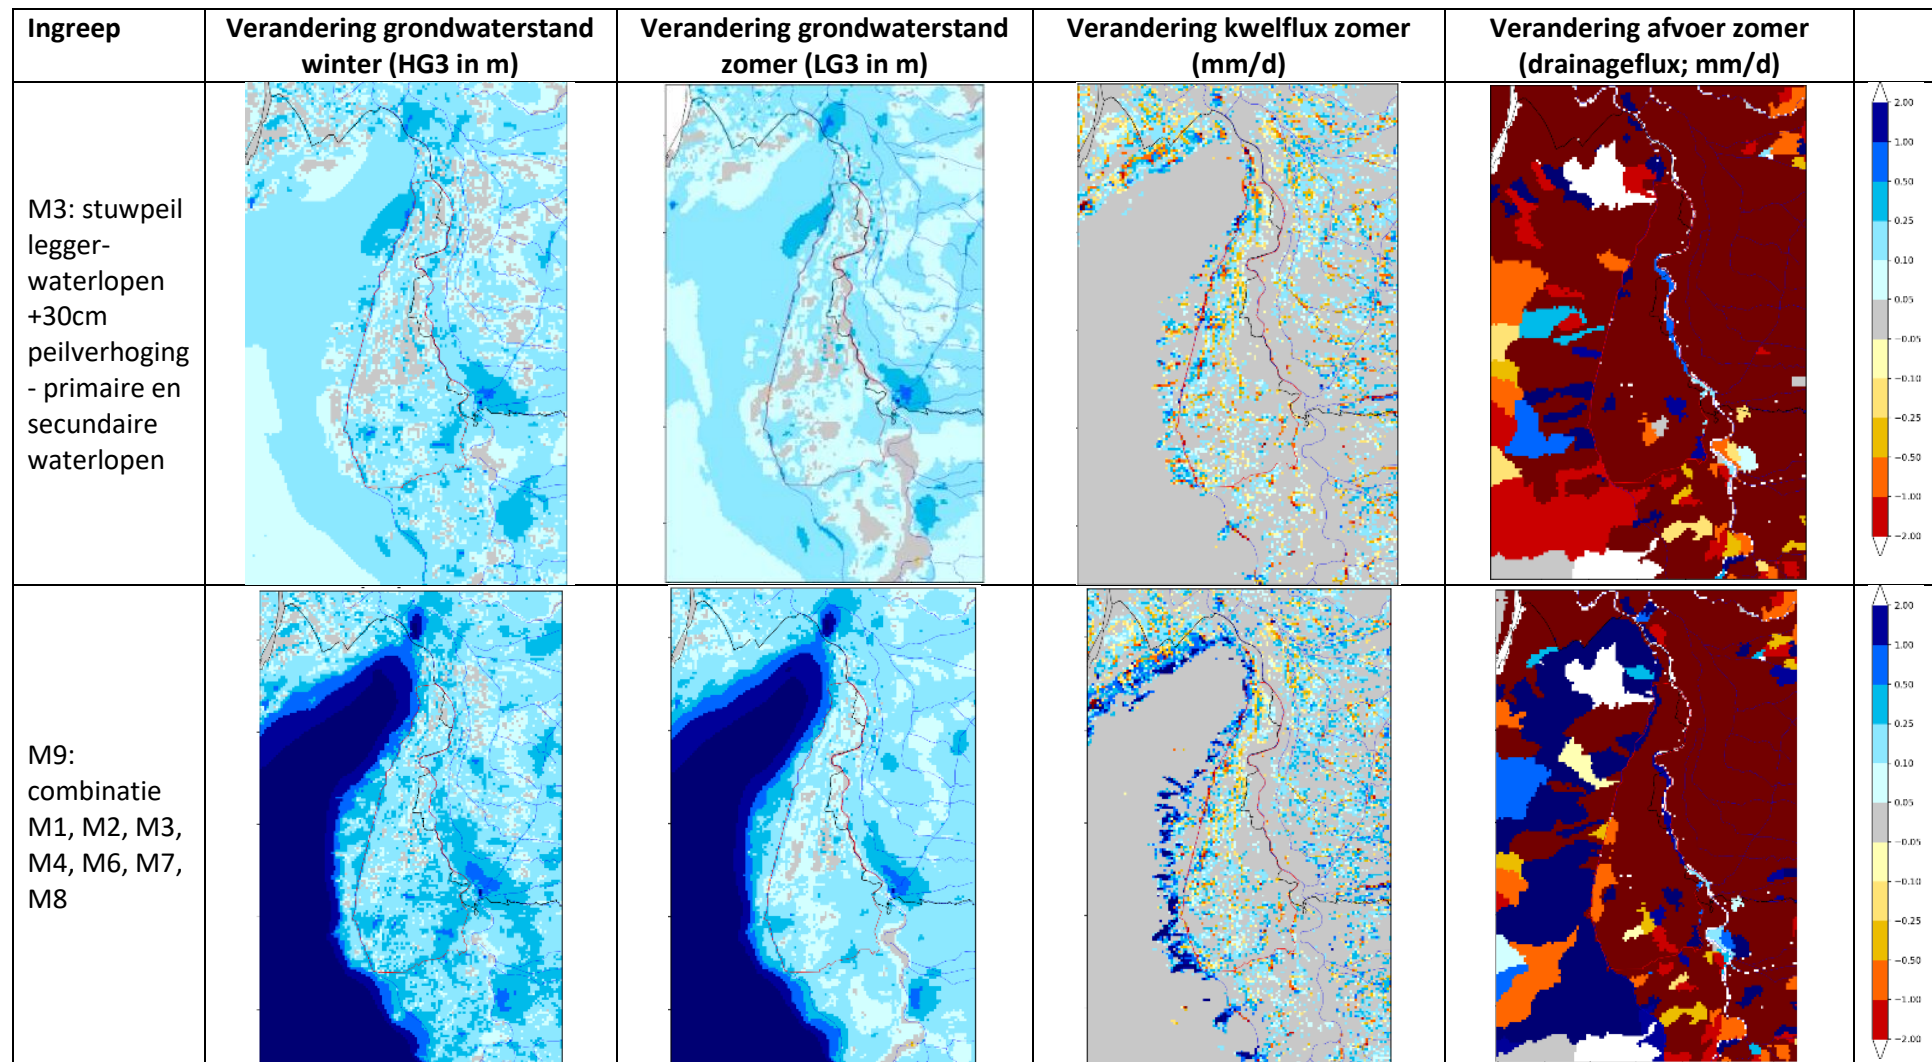 Ingreep
Verandering grondwaterstand
winter (HG3 in m)
Verandering grondwaterstand
zomer (LG3 in m)
Verandering kwelflux zomer
(mm/d)
Verandering afvoer zomer
(drainageflux; mm/d)
M3: stuwpeil
legger-
waterlopen
+30cm
peilverhoging
- primaire en
secundaire
waterlopen
2.00
1.00
0.50
0.25
0.10
0.05
−0.05
−0.10
−0.25
−0.50
−1.00
−2.00
M9:
combinatie
M1, M2, M3,
M4, M6, M7,
M8
2.00
1.00
0.50
0.25
0.10
0.05
−0.05
−0.10
−0.25
−0.50
−1.00
−2.00